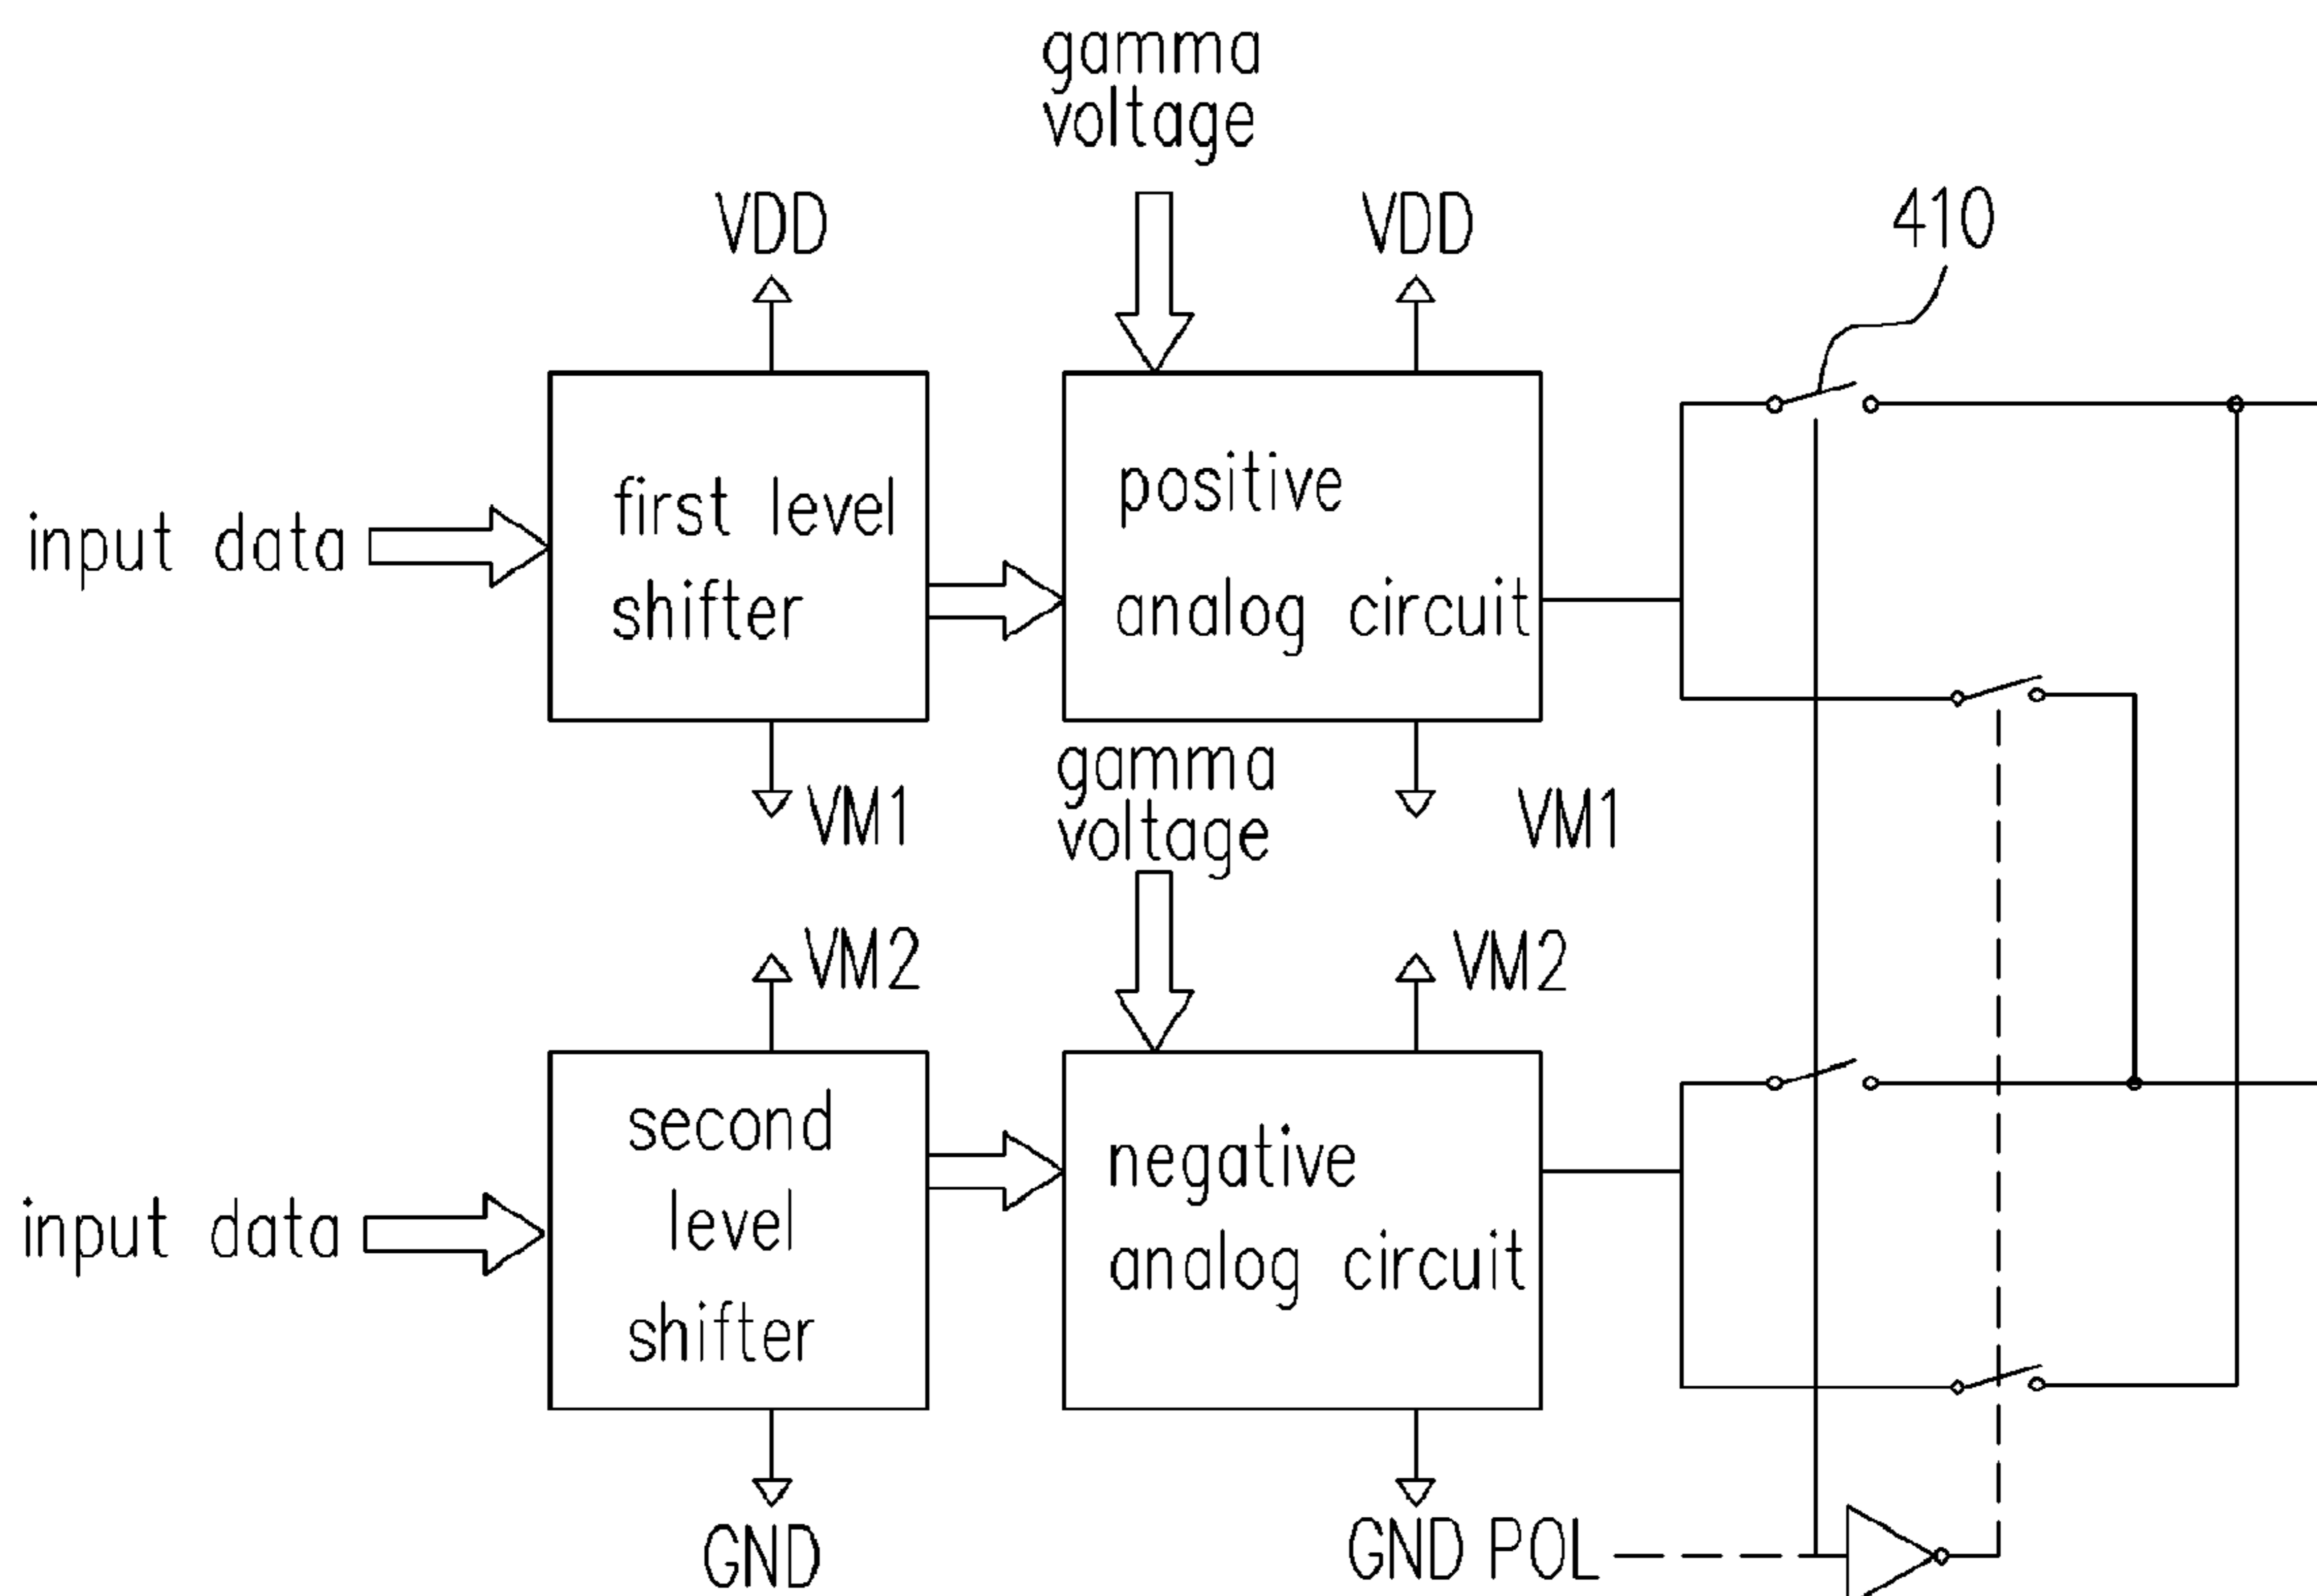 gamma
voltage
VDD
VDD
410
input data
first level
shifter
positive
analog circuit
VM1
gamma
voltage
VM1
VM2
VM2
input data
second
level
shifter
negative
analog circuit
GND
GND POL